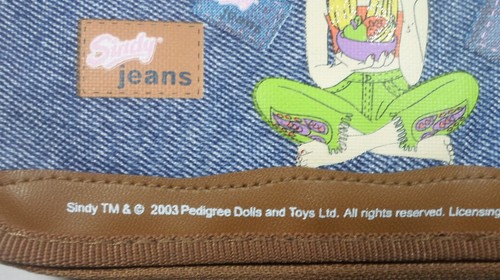 Sindy
jeans
Sindy TM & © 2003 Pedigree Dolls and Toys Ltd. All rights reserved. Licensing